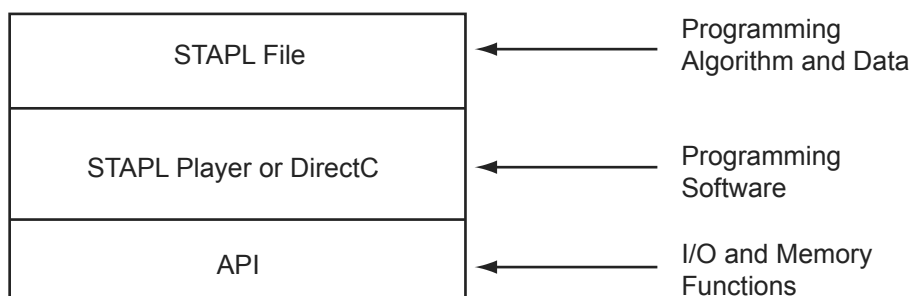 STAPL File
Programming
Algorithm and Data
STAPL Player or DirectC
Programming
Software
API
I/O and Memory
Functions